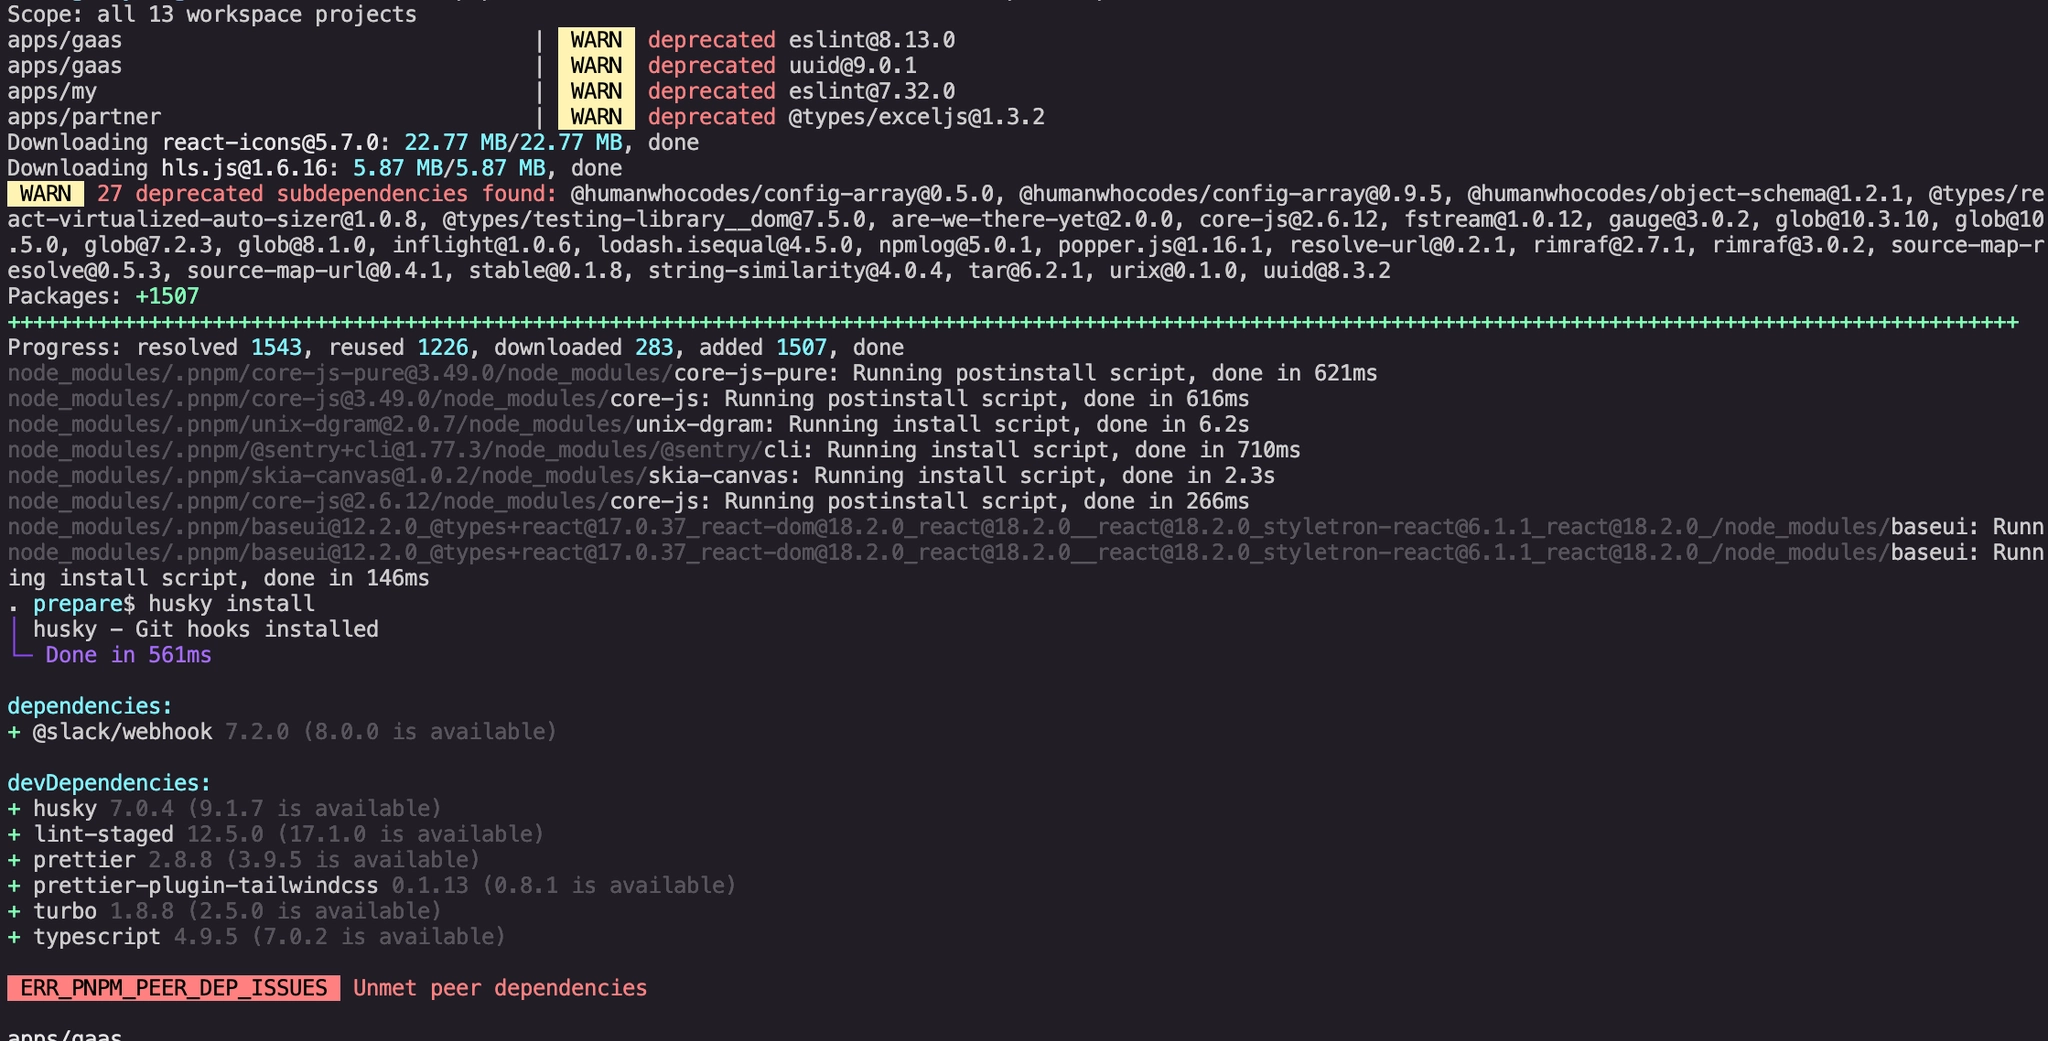 Scope: all 13 workspace projects
apps/gaas | WARN deprecated eslint@8.13.0
apps/gaas | WARN deprecated uuid@9.0.1
apps/my | WARN deprecated eslint@7.32.0
apps/partner | WARN deprecated @types/exceljs@1.3.2
Downloading react-icons@5.7.0: 22.77 MB/22.77 MB, done
Downloading hls.js@1.6.16: 5.87 MB/5.87 MB, done
WARN 27 deprecated subdependencies found: @humanwhocodes/config-array@0.5.0, @humanwhocodes/config-array@0.9.5, @humanwhocodes/object-schema@1.2.1, @types/re
act-virtualized-auto-sizer@1.0.8, @types/testing-library__dom@7.5.0, are-we-there-yet@2.0.0, core-js@2.6.12, fstream@1.0.12, gauge@3.0.2, glob@10.3.10, glob@10
.5.0, glob@7.2.3, glob@8.1.0, inflight@1.0.6, lodash.isequal@4.5.0, npmlog@5.0.1, popper.js@1.16.1, resolve-url@0.2.1, rimraf@2.7.1, rimraf@3.0.2, source-map-r
esolve@0.5.3, source-map-url@0.4.1, stable@0.1.8, string-similarity@4.0.4, tar@6.2.1, urix@0.1.0, uuid@8.3.2
Packages: +1507
+++++++++++++++++++++++++++++++++++++++++++++++++++++++++++++++++++++++++++++++++++++++++++++++++++++++++++++++++++++++++++++++++++++++++++++++++++++++++++++
Progress: resolved 1543, reused 1226, downloaded 283, added 1507, done
node_modules/.pnpm/core-js-pure@3.49.0/node_modules/core-js-pure: Running postinstall script, done in 621ms
node_modules/.pnpm/core-js@3.49.0/node_modules/core-js: Running postinstall script, done in 616ms
node_modules/.pnpm/unix-dgram@2.0.7/node_modules/unix-dgram: Running install script, done in 6.2s
node_modules/.pnpm/@sentry+cli@1.77.3/node_modules/@sentry/cli: Running install script, done in 710ms
node_modules/.pnpm/skia-canvas@1.0.2/node_modules/skia-canvas: Running install script, done in 2.3s
node_modules/.pnpm/core-js@2.6.12/node_modules/core-js: Running postinstall script, done in 266ms
node_modules/.pnpm/baseui@12.2.0_@types+react@17.0.37_react-dom@18.2.0_react@18.2.0__react@18.2.0_styletron-react@6.1.1_react@18.2.0_/node_modules/baseui: Runn
node_modules/.pnpm/baseui@12.2.0_@types+react@17.0.37_react-dom@18.2.0_react@18.2.0__react@18.2.0_styletron-react@6.1.1_react@18.2.0_/node_modules/baseui: Runn
ing install script, done in 146ms
. prepare$ husky install
│ husky - Git hooks installed
└─ Done in 561ms
dependencies:
+ @slack/webhook 7.2.0 (8.0.0 is available)
devDependencies:
+ husky 7.0.4 (9.1.7 is available)
+ lint-staged 12.5.0 (17.1.0 is available)
+ prettier 2.8.8 (3.9.5 is available)
+ prettier-plugin-tailwindcss 0.1.13 (0.8.1 is available)
+ turbo 1.8.8 (2.5.0 is available)
+ typescript 4.9.5 (7.0.2 is available)
ERR_PNPM_PEER_DEP_ISSUES Unmet peer dependencies
apps/gaas